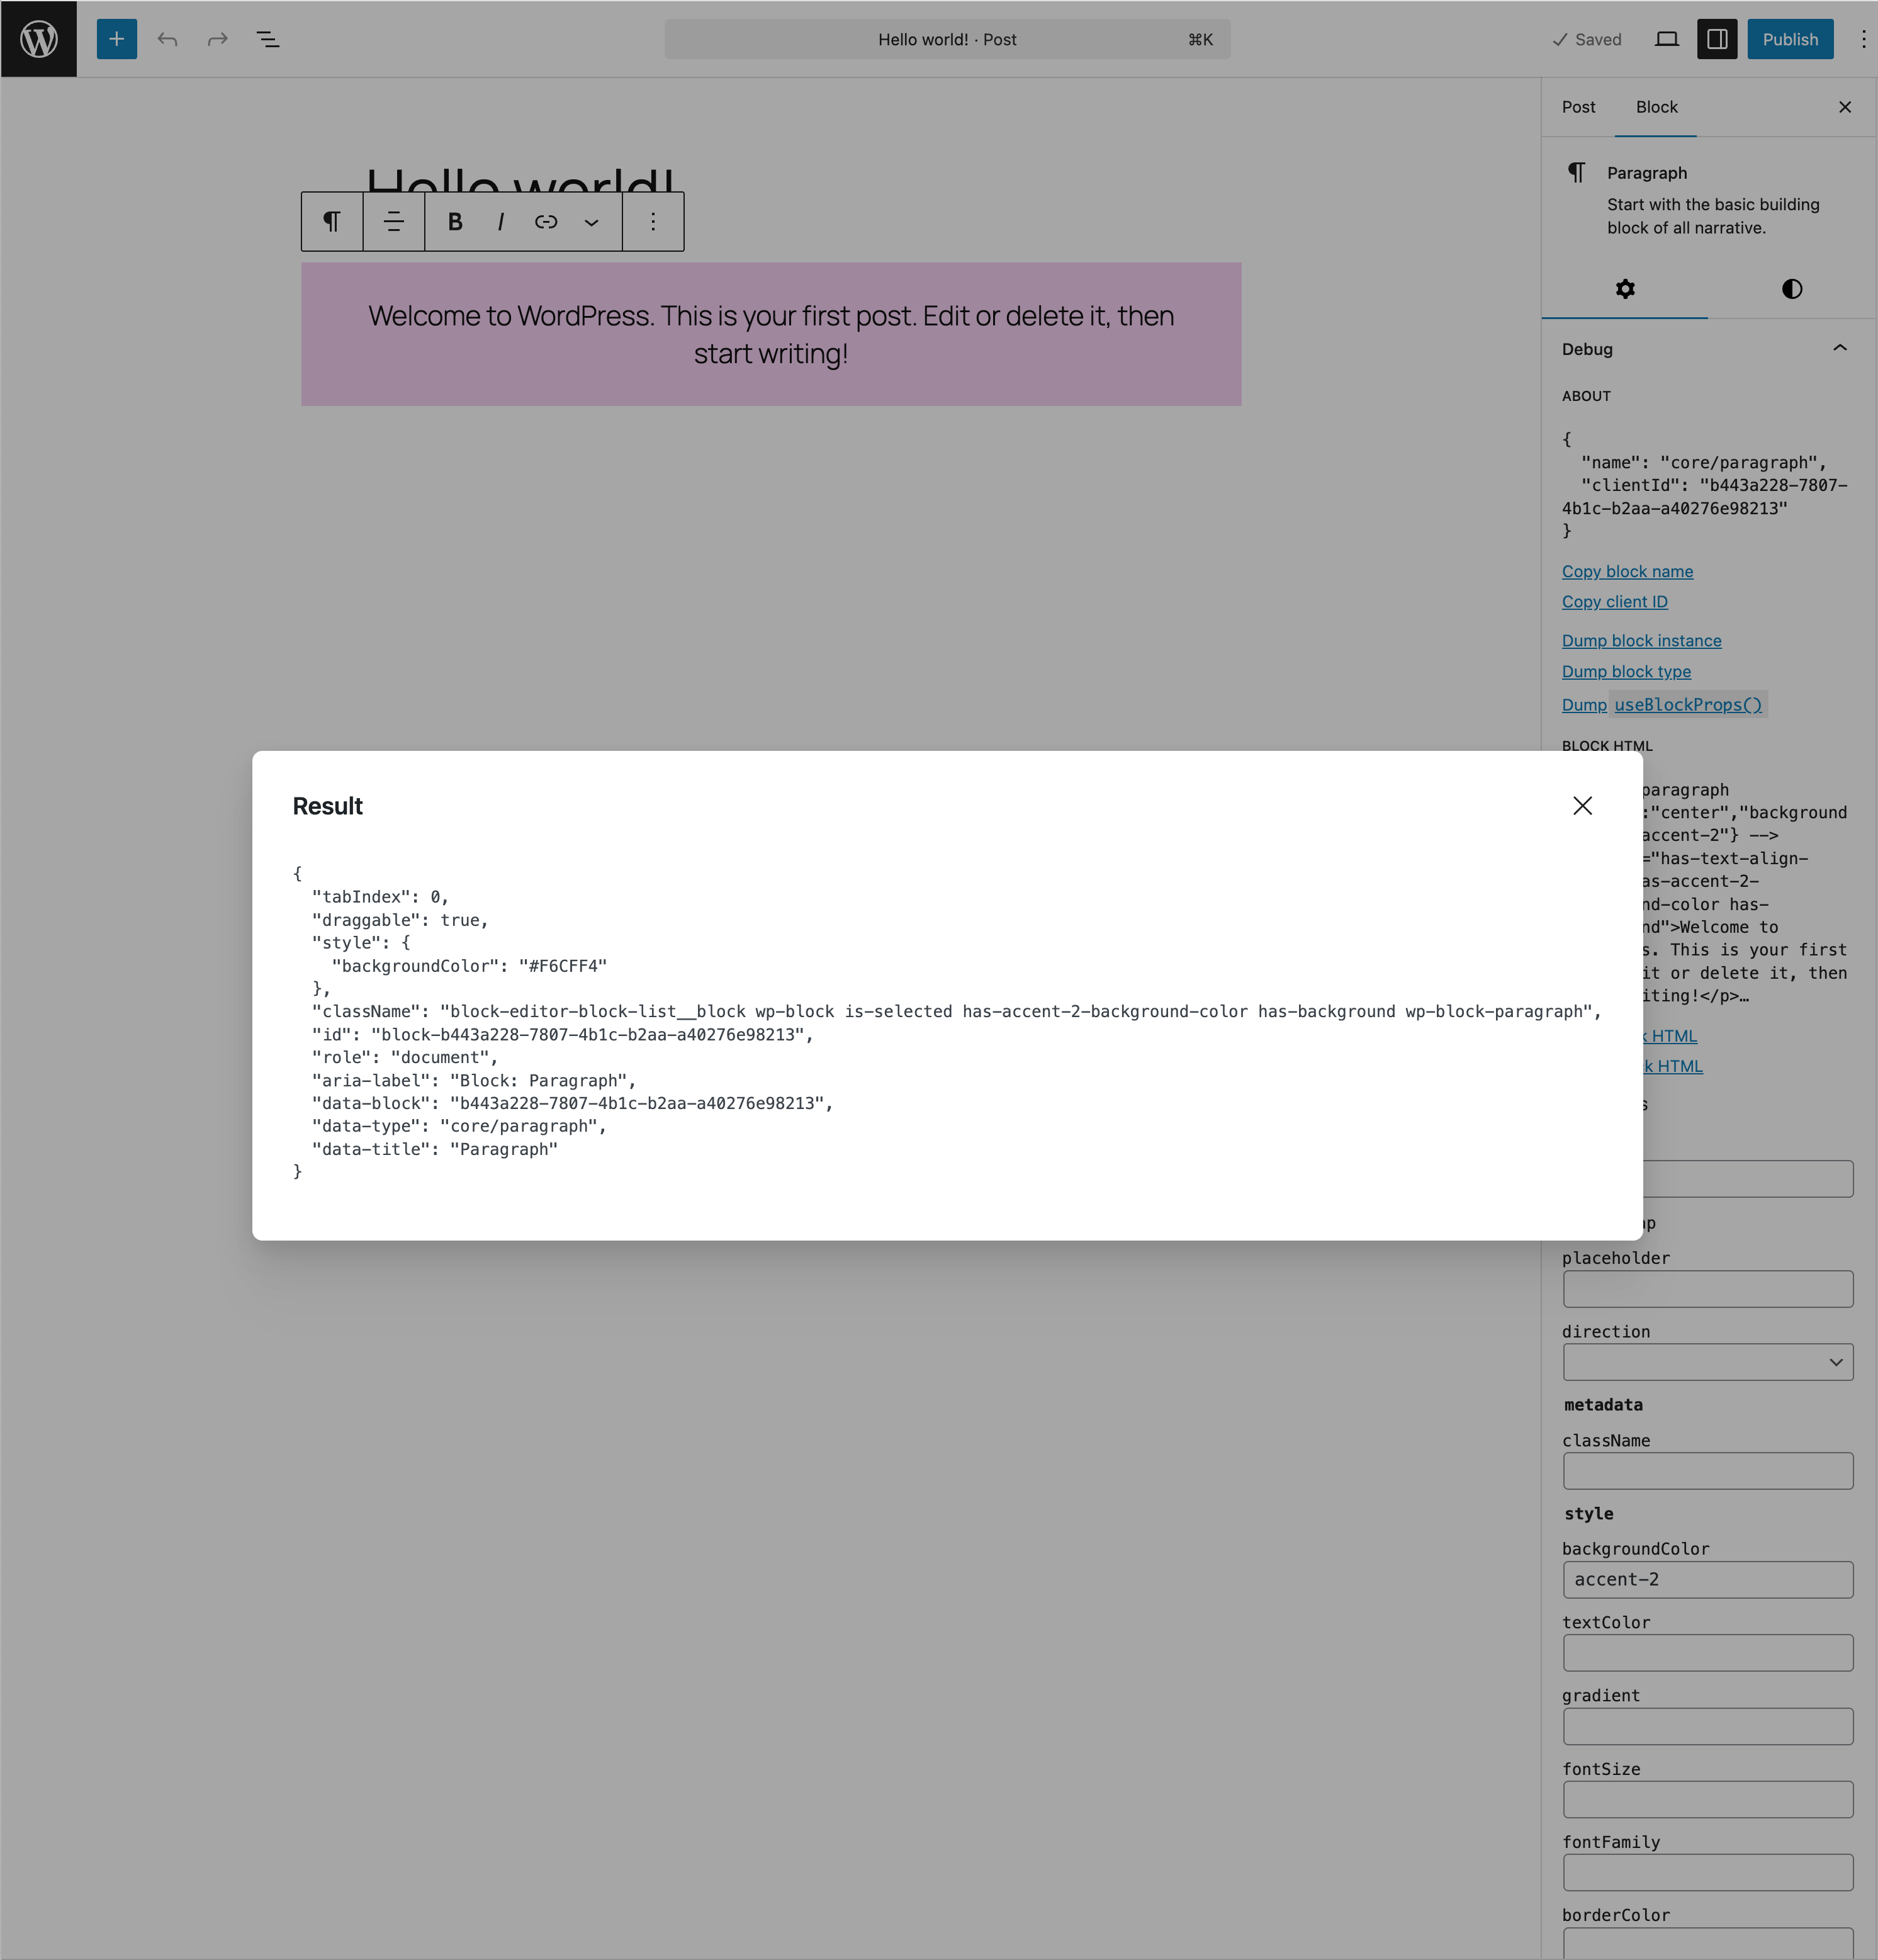 Hello world! · Post ⌘K
Saved
Publish
Post Block
Hello world!
B I
Welcome to WordPress. This is your first post. Edit or delete it, then
start writing!
Paragraph
Start with the basic building
block of all narrative.
Debug
ABOUT
{
"name": "core/paragraph",
"clientId": "b443a228-7807-
4b1c-b2aa-a40276e98213"
}
Copy block name
Copy client ID
Dump block instance
Dump block type
Dump useBlockProps()
BLOCK HTML
Result
{
"tabIndex": 0,
"draggable": true,
"style": {
"backgroundColor": "#F6CFF4"
},
"className": "block-editor-block-list__block wp-block is-selected has-accent-2-background-color has-background wp-block-paragraph",
"id": "block-b443a228-7807-4b1c-b2aa-a40276e98213",
"role": "document",
"aria-label": "Block: Paragraph",
"data-block": "b443a228-7807-4b1c-b2aa-a40276e98213",
"data-type": "core/paragraph",
"data-title": "Paragraph"
}
paragraph
:"center","background
accent-2"} -->
="has-text-align-
as-accent-2-
nd-color has-
nd">Welcome to
s. This is your first
it or delete it, then
iting!</p>…
HTML
HTML
placeholder
direction
metadata
className
style
backgroundColor
accent-2
textColor
gradient
fontSize
fontFamily
borderColor